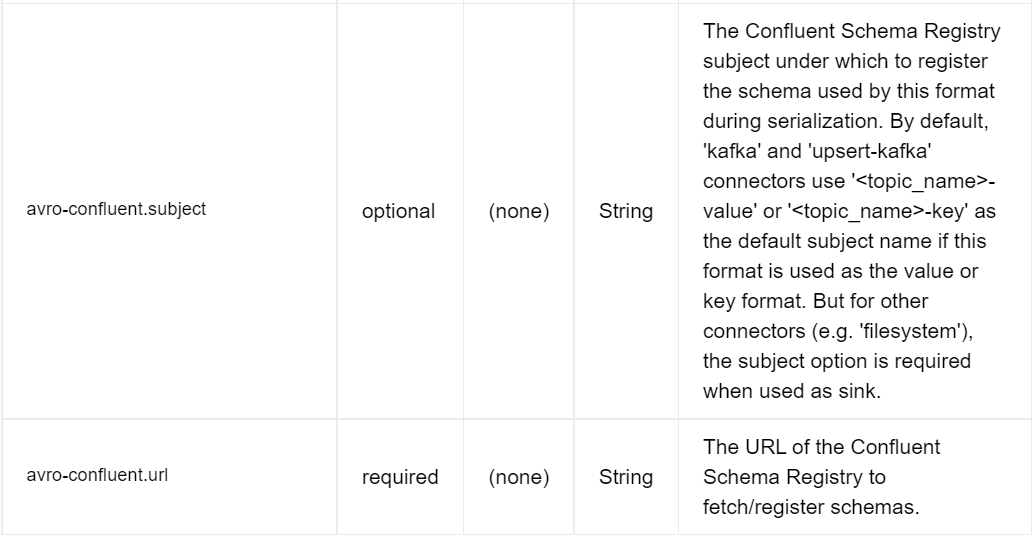 avro-confluent.subject
optional
(none)
String
The Confluent Schema Registry
subject under which to register
the schema used by this format
during serialization. By default,
'kafka' and 'upsert-kafka'
connectors use '<topic_name>-
value' or '<topic_name>-key' as
the default subject name if this
format is used as the value or
key format. But for other
connectors (e.g. 'filesystem'),
the subject option is required
when used as sink.
avro-confluent.url
required
(none)
String
The URL of the Confluent
Schema Registry to
fetch/register schemas.